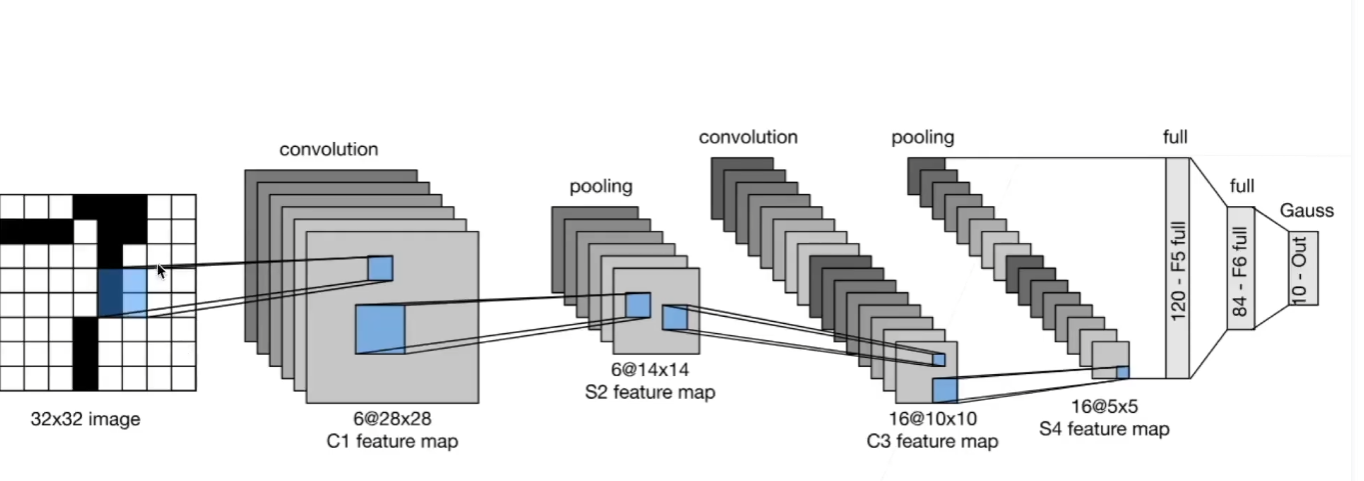 convolution
pooling
convolution
pooling
full
full
Gauss
120 - F5 full
84 - F6 full
10 - Out
32x32 image
6@28x28
C1 feature map
6@14x14
S2 feature map
16@10x10
C3 feature map
16@5x5
S4 feature map